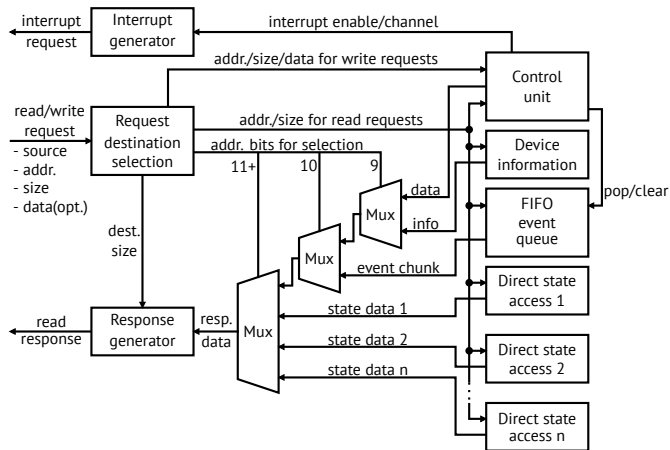 interrupt
request
Interrupt
generator
interrupt enable/channel
addr./size/data for write requests
Control
unit
read/write
request
- source
- addr.
- size
- data(opt.)
Request
destination
selection
addr./size for read requests
addr. bits for selection
11+
10
9
Device
information
pop/clear
data
Mux
info
FIFO
event
queue
dest.
size
Mux
event chunk
Direct state
access 1
state data 1
read
response
Response
generator
resp.
data
Mux
state data 2
Direct state
access 2
state data n
Direct state
access n